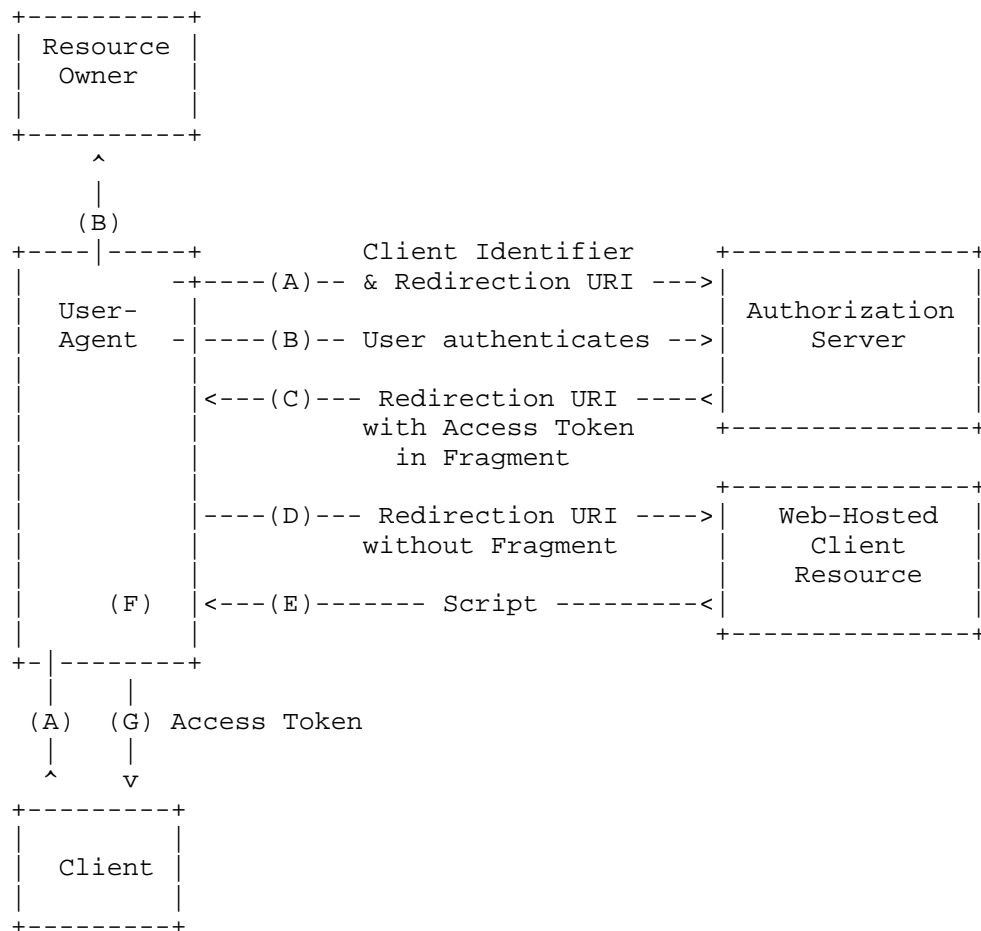 +----------+
| Resource |
|  Owner   |
|          |
+----------+
     ^
     |
    (B)
+----|-----+          Client Identifier     +---------------+
|         -+----(A)-- & Redirection URI --->|               |
|  User-   |                                | Authorization |
|  Agent  -|----(B)-- User authenticates -->|     Server    |
|          |                                |               |
|          |<---(C)--- Redirection URI ----<|               |
|          |          with Access Token     +---------------+
|          |            in Fragment
|          |                                +---------------+
|          |----(D)--- Redirection URI ---->|   Web-Hosted  |
|          |          without Fragment      |     Client    |
|          |                                |    Resource   |
|     (F)  |<---(E)------- Script ---------<|               |
|          |                                +---------------+
+-|--------+
  |    |
 (A)  (G) Access Token
  |    |
  ^    v
+---------+
|         |
|  Client |
|         |
+---------+